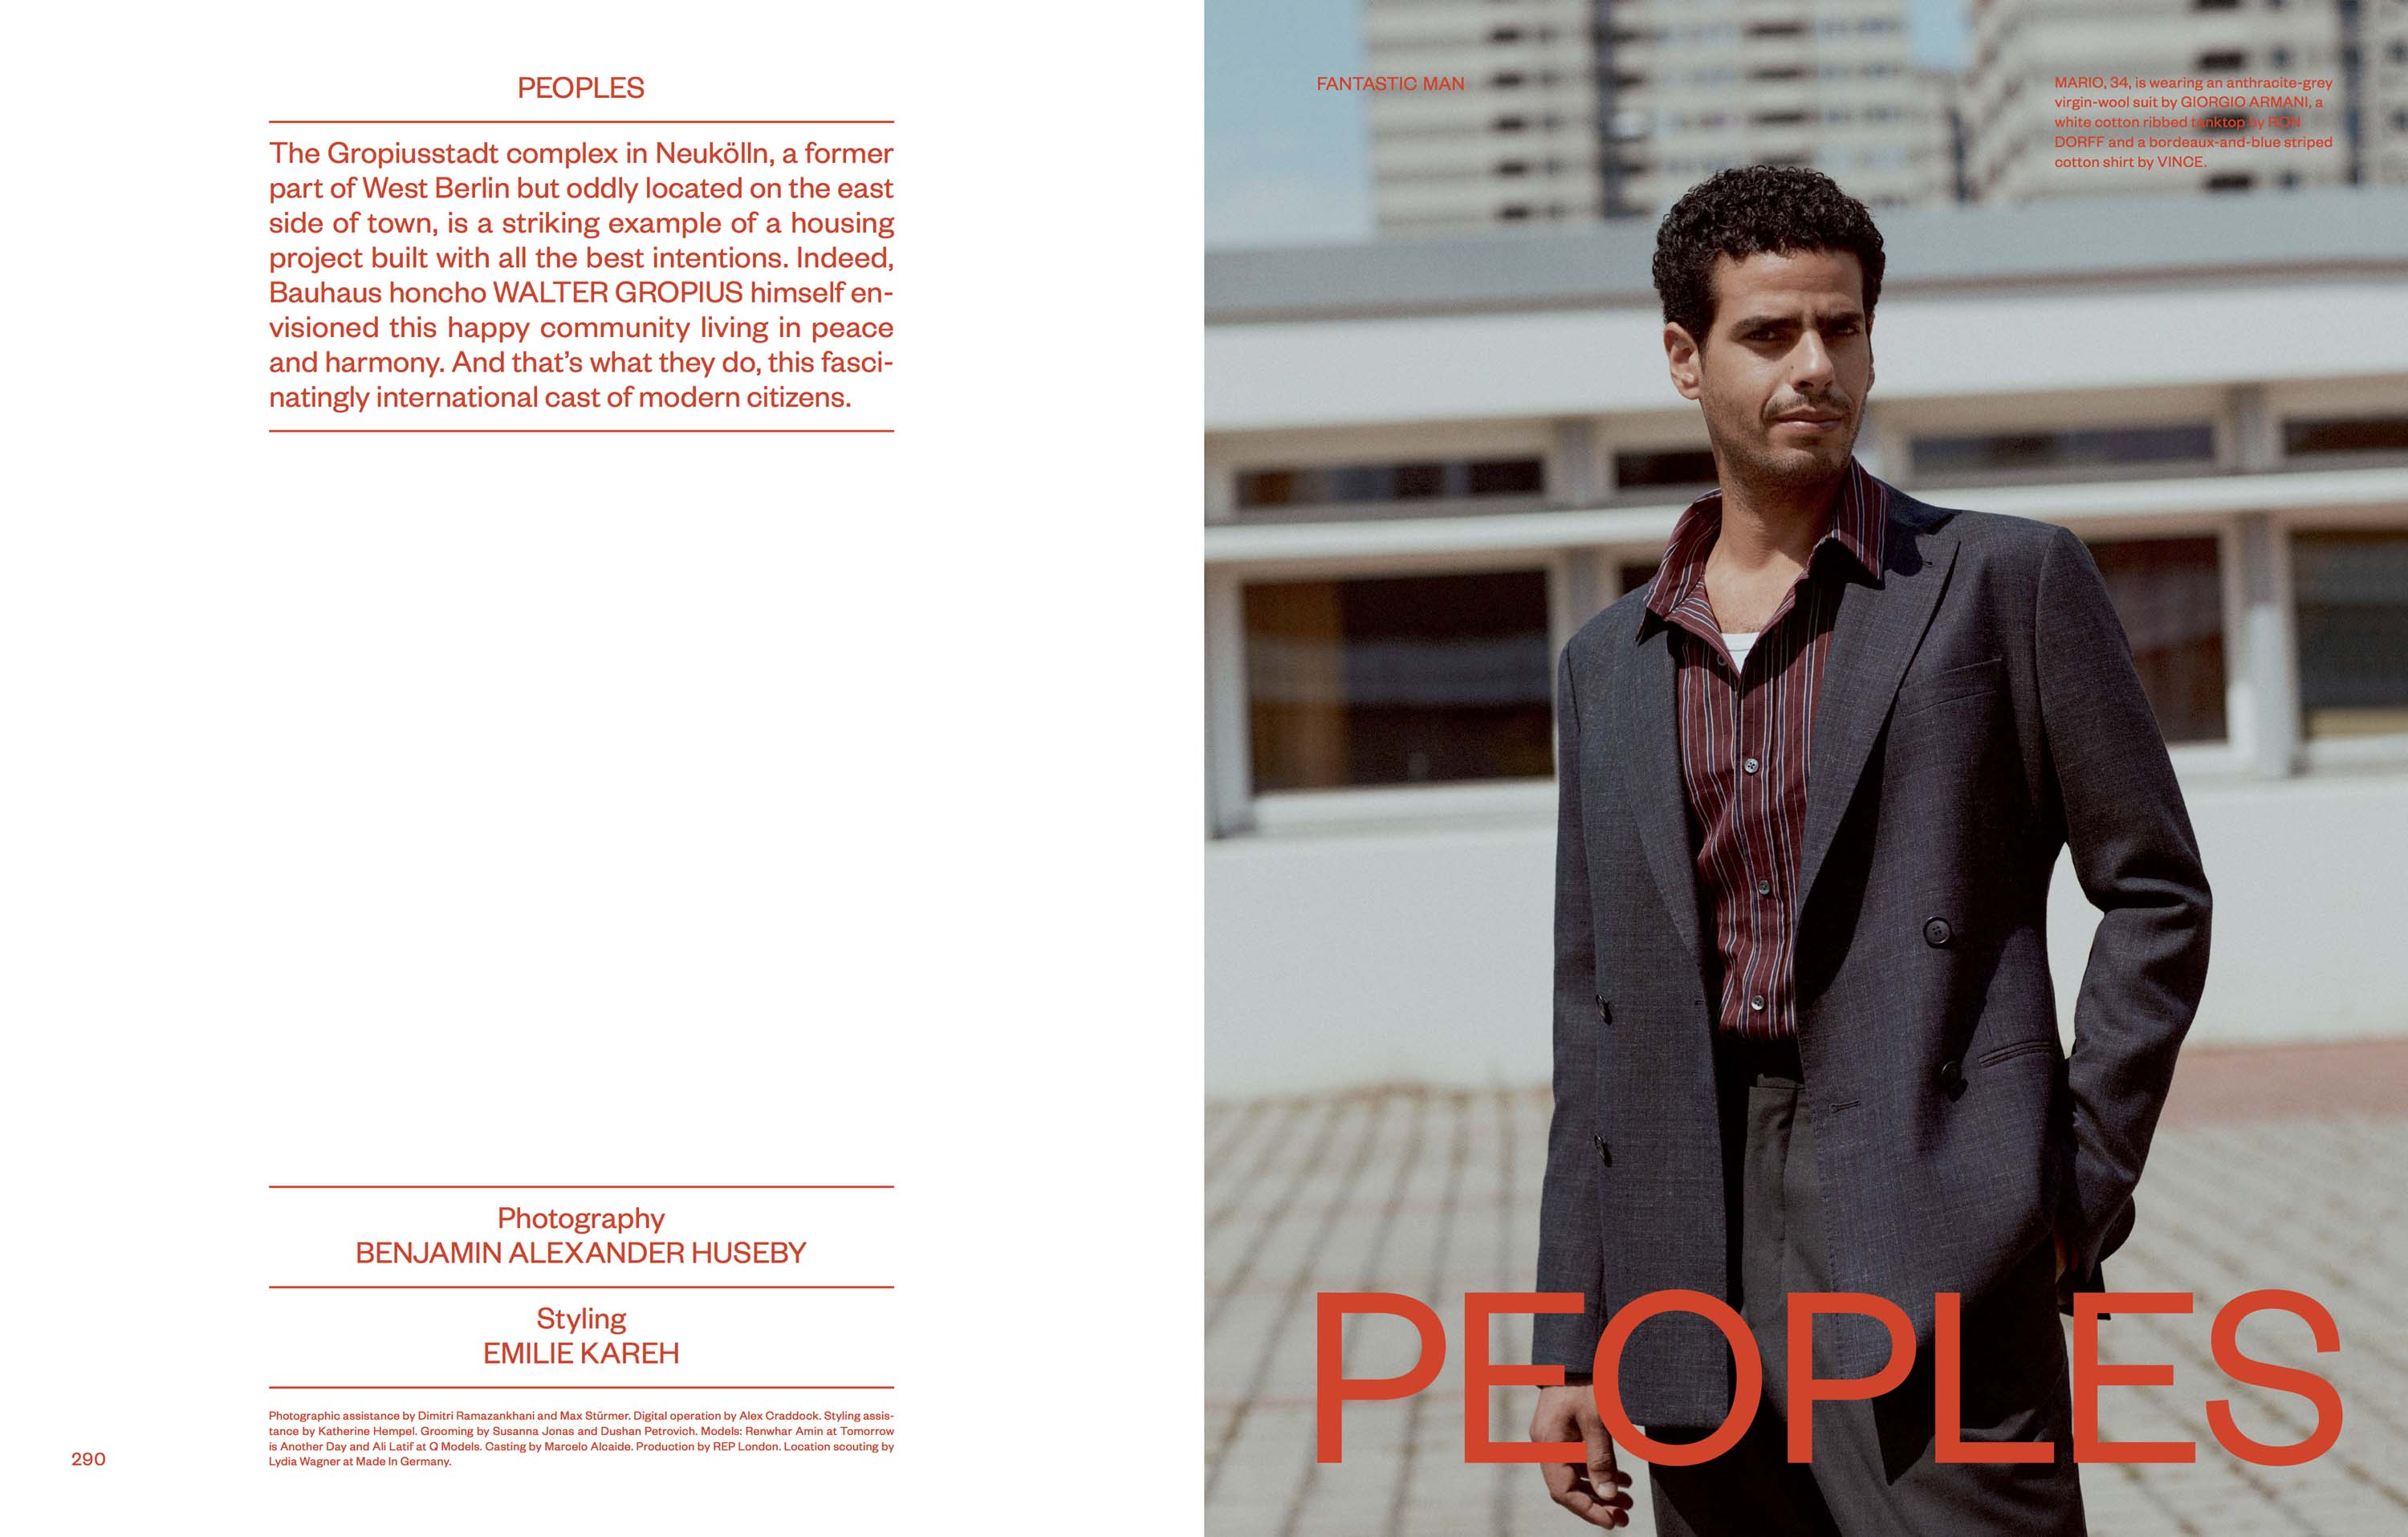 PEOPLES
The Gropiusstadt complex in Neukölln, a former
part of West Berlin but oddly located on the east
side of town, is a striking example of a housing
project built with all the best intentions. Indeed,
Bauhaus honcho WALTER GROPIUS himself en-
visioned this happy community living in peace
and harmony. And that’s what they do, this fasci-
natingly international cast of modern citizens.
Photography
BENJAMIN ALEXANDER HUSEBY
Styling
EMILIE KAREH
Photographic assistance by Dimitri Ramazankhani and Max Stürmer. Digital operation by Alex Craddock. Styling assis-
tance by Katherine Hempel. Grooming by Susanna Jonas and Dushan Petrovich. Models: Renwhar Amin at Tomorrow
is Another Day and Ali Latif at Q Models. Casting by Marcelo Alcaide. Production by REP London. Location scouting by
Lydia Wagner at Made In Germany.
290
FANTASTIC MAN
MARIO, 34, is wearing an anthracite-grey
virgin-wool suit by GIORGIO ARMANI, a
white cotton ribbed tanktop by RON
DORFF and a bordeaux-and-blue striped
cotton shirt by VINCE.
PEOPLES